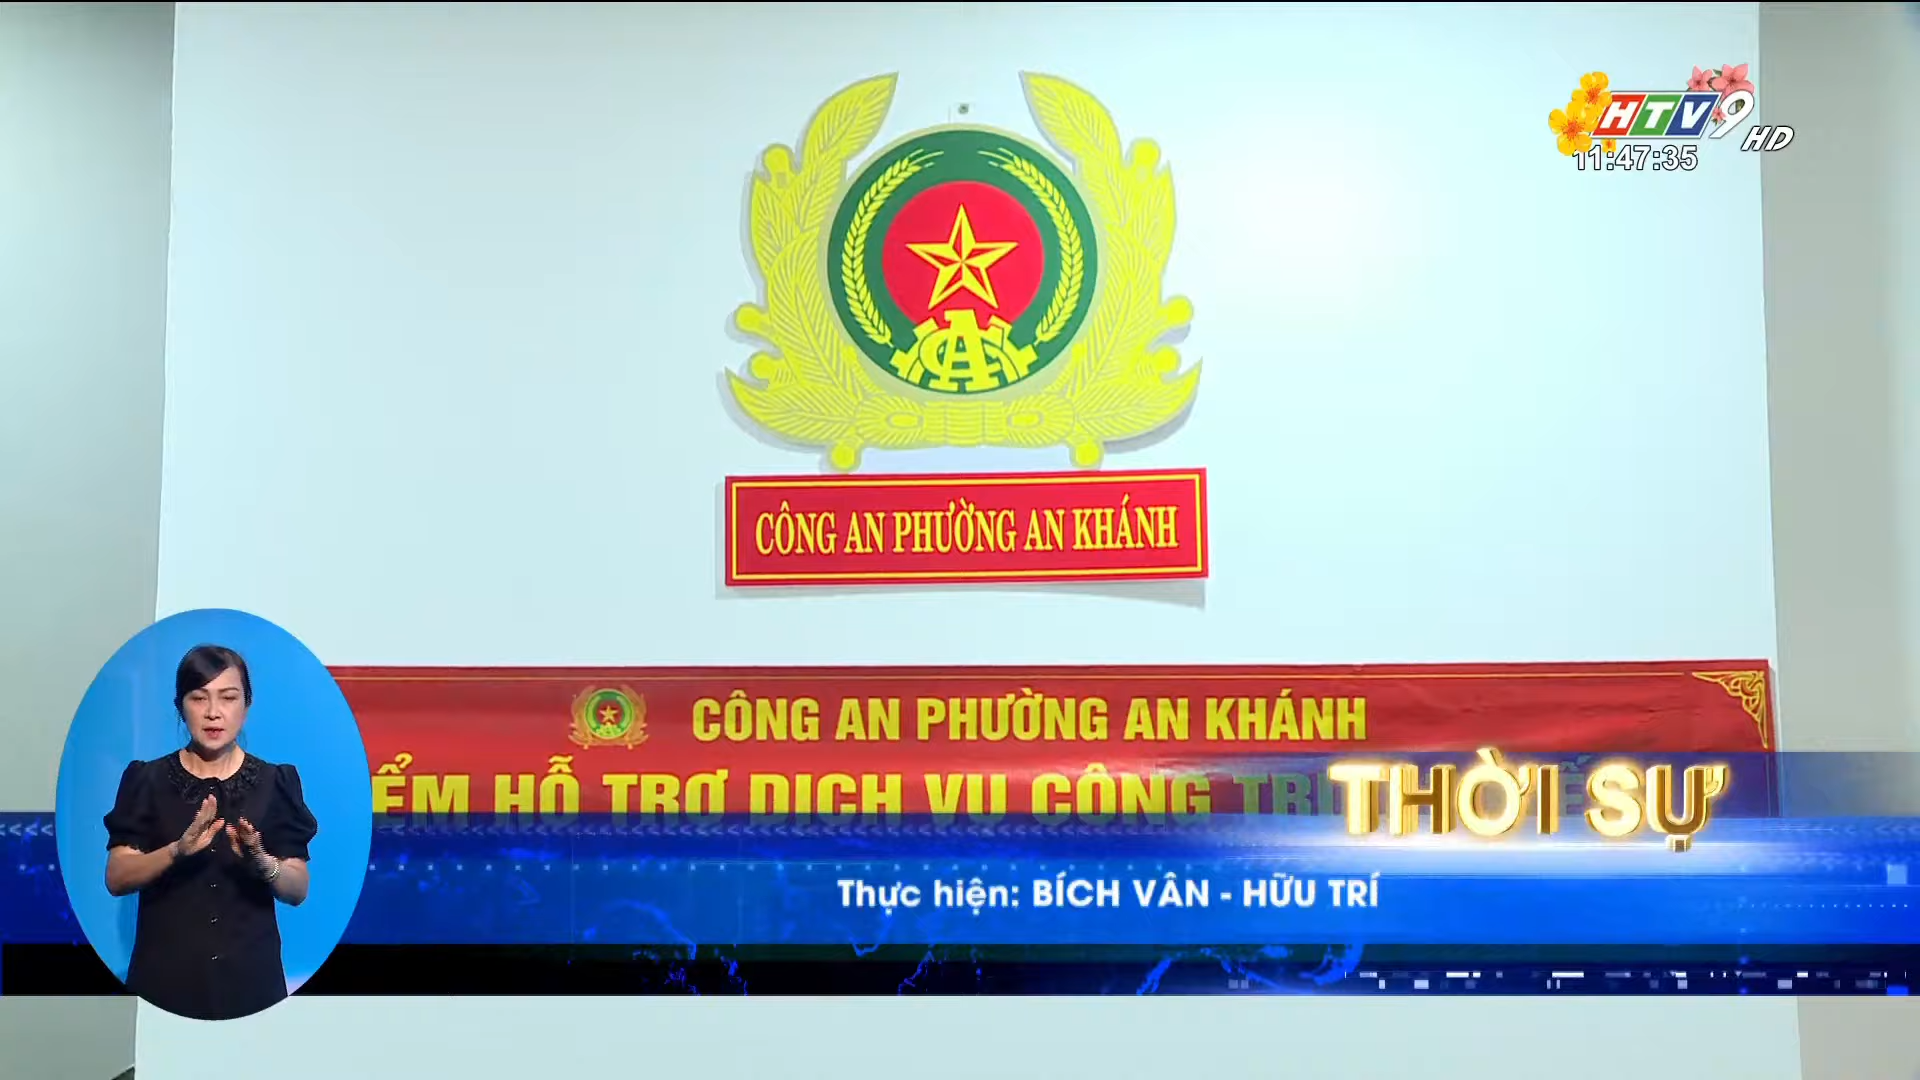 HTV9 HD
11:47:35
CA
CÔNG AN PHƯỜNG AN KHÁNH
CÔNG AN PHƯỜNG AN KHÁNH
HỖ TRỢ DỊCH VỤ CÔNG
THỜI SỰ
Thực hiện: BÍCH VÂN - HỮU TRÍ